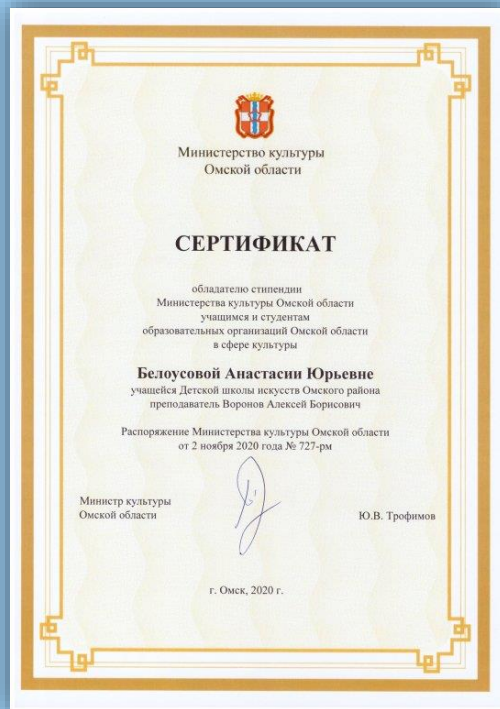 Министерство культуры
Омской области
СЕРТИФИКАТ
обладателю стипендии
Министерства культуры Омской области
учащимся и студентам
образовательных организаций Омской области
в сфере культуры
Белоусовой Анастасии Юрьевне
учащейся Детской школы искусств Омского района
преподаватель Воронов Алексей Борисович
Распоряжение Министерства культуры Омской области
от 2 ноября 2020 года № 727-рм
Министр культуры
Омской области
Ю.В. Трофимов
г. Омск, 2020 г.